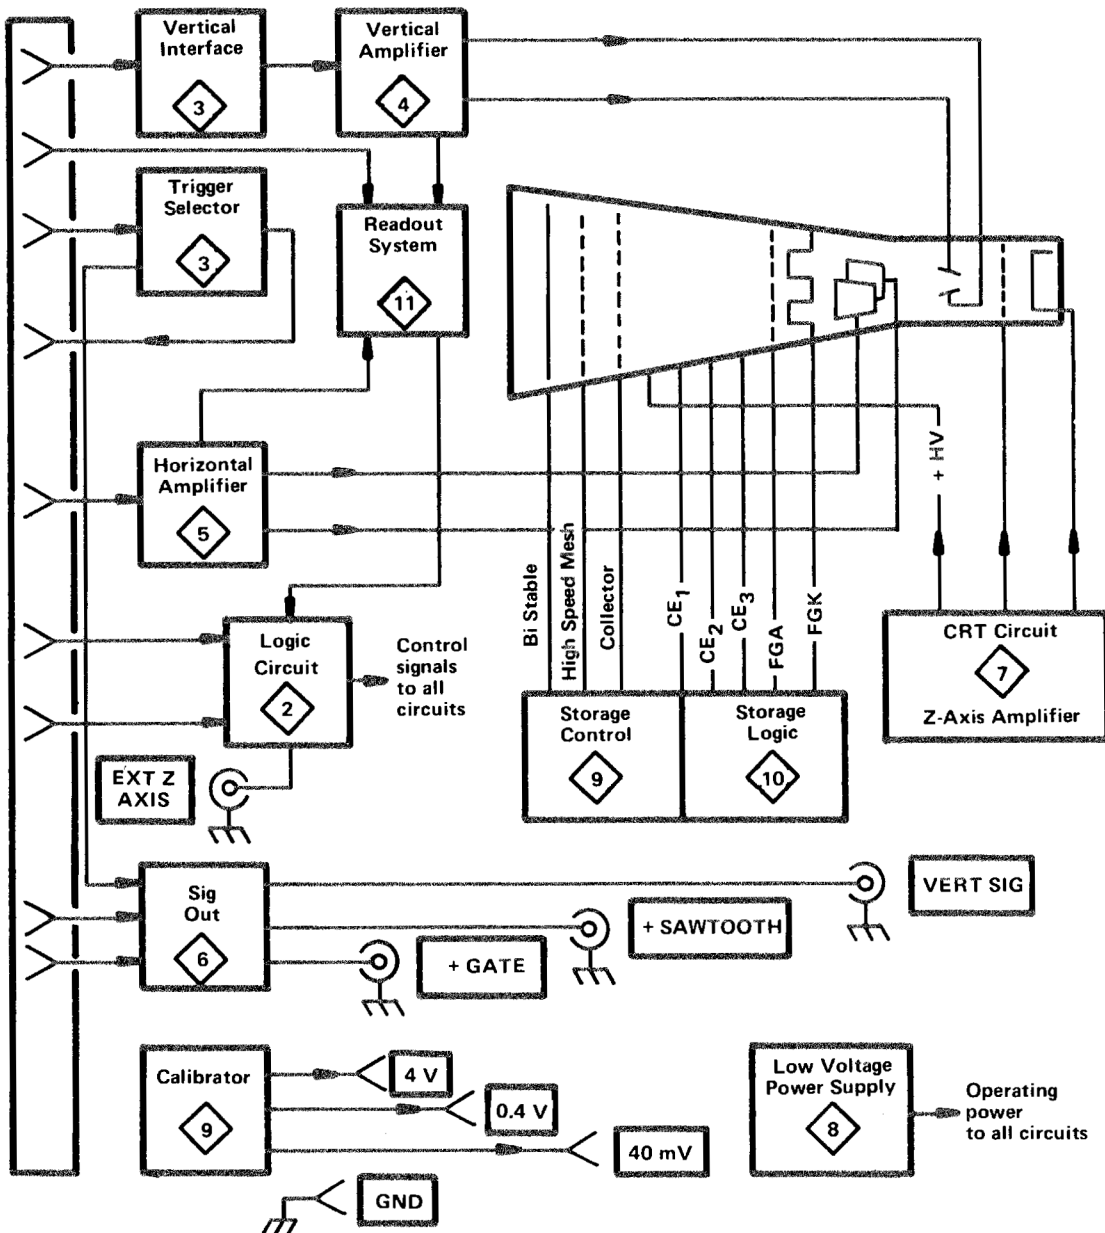 Vertical
Interface
3
Vertical
Amplifier
4
Trigger
Selector
3
Readout
System
11
Horizontal
Amplifier
5
+ HV
Bi Stable
High Speed Mesh
Collector
CE1
CE2
CE3
FGA
FGK
Logic
Circuit
2
Control
signals
to all
circuits
CRT Circuit
7
Z-Axis Amplifier
Storage
Control
9
Storage
Logic
10
EXT Z
AXIS
Sig
Out
6
VERT SIG
+ SAWTOOTH
+ GATE
Calibrator
9
4 V
0.4 V
40 mV
GND
Low Voltage
Power Supply
8
Operating
power
to all circuits